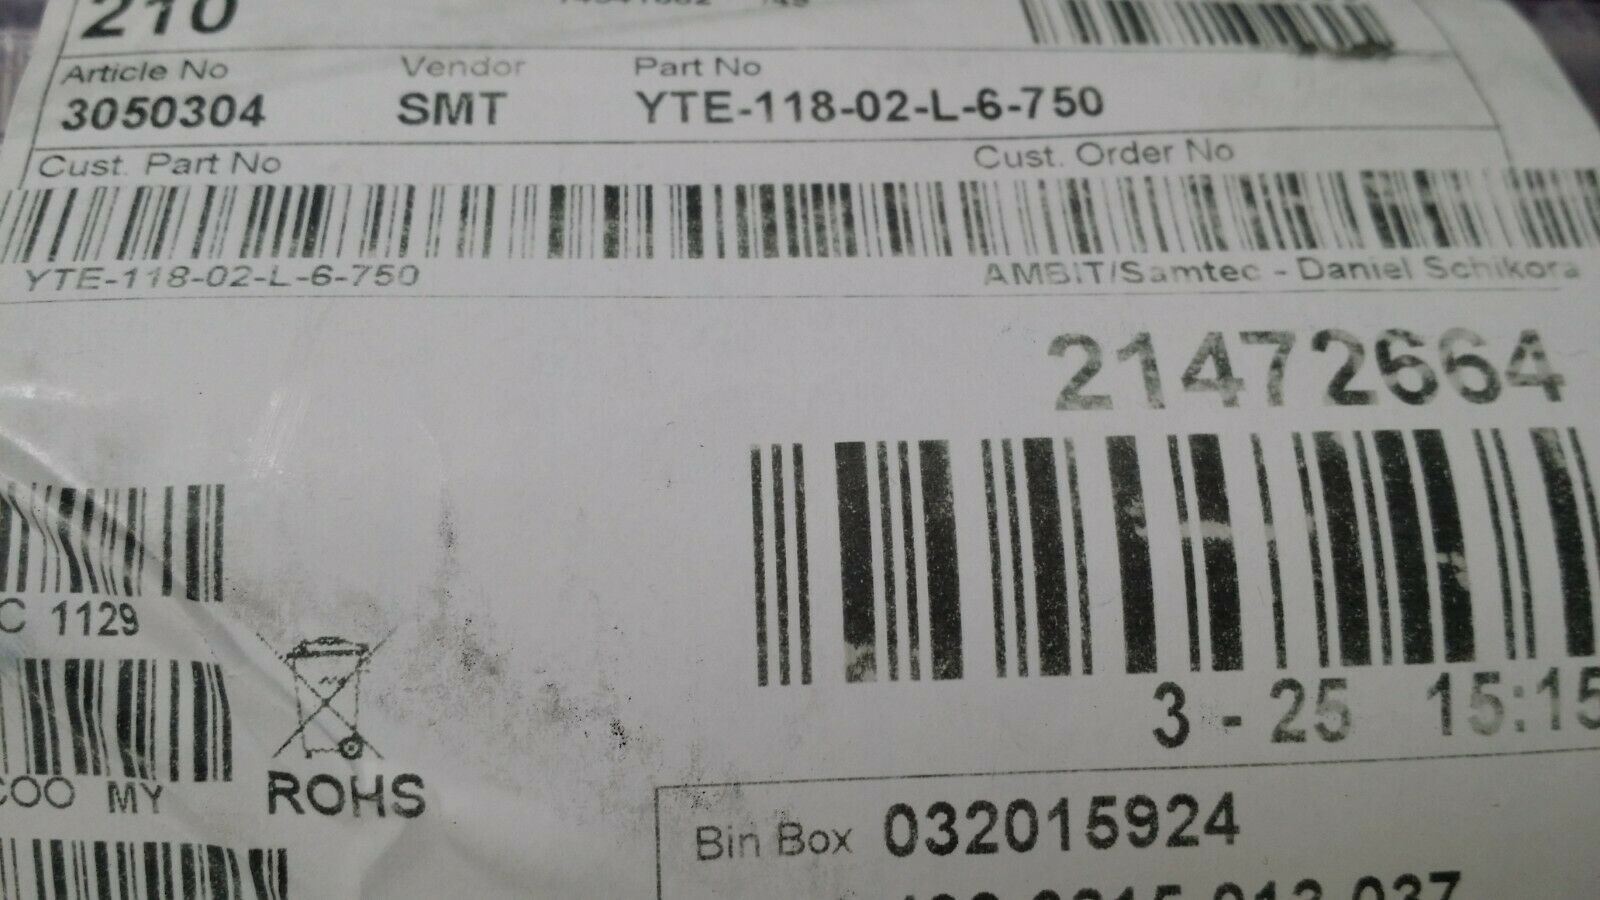 210
Article No Vendor Part No
3050304 SMT YTE-118-02-L-6-750
Cust. Part No Cust. Order No
YTE-118-02-L-6-750 AMBIT/Samtec - Daniel Schikora
21472664
C 1129
3 - 25 15:15
COO MY
ROHS
Bin Box 032015924